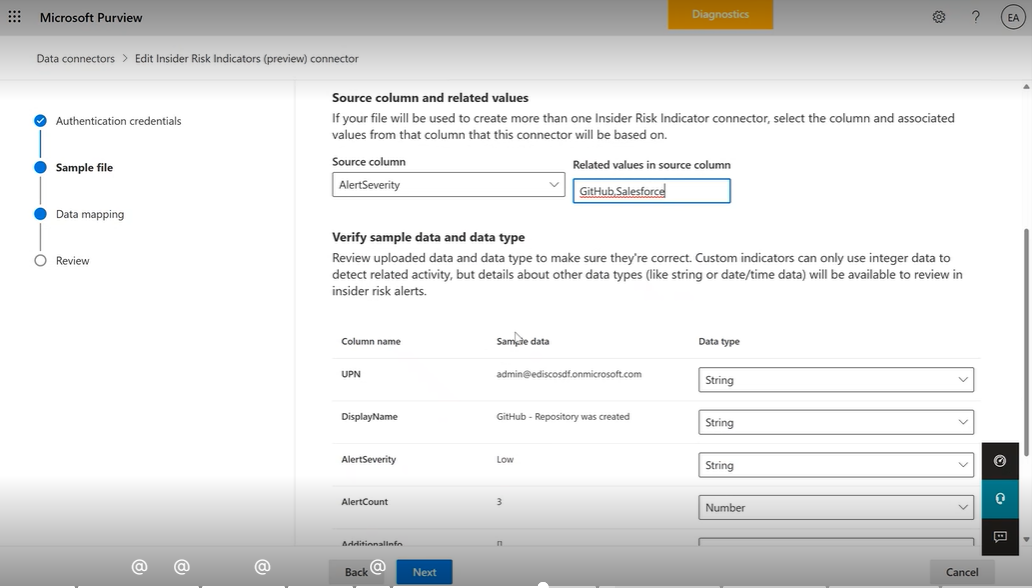 Microsoft Purview
Diagnostics
?
EA
Data connectors > Edit Insider Risk Indicators (preview) connector
Authentication credentials
Sample file
Data mapping
Review
Source column and related values
If your file will be used to create more than one Insider Risk Indicator connector, select the column and associated
values from that column that this connector will be based on.
Source column
Related values in source column
AlertSeverity
GitHub,Salesforce
Verify sample data and data type
Review uploaded data and data type to make sure they're correct. Custom indicators can only use integer data to
detect related activity, but details about other data types (like string or date/time data) will be available to review in
insider risk alerts.
Column name Sample data Data type
UPN admin@ediscosdf.onmicrosoft.com String
DisplayName GitHub - Repository was created String
AlertSeverity Low String
AlertCount 3 Number
AdditionalInfo []
@ @ @ @
Back Next Cancel